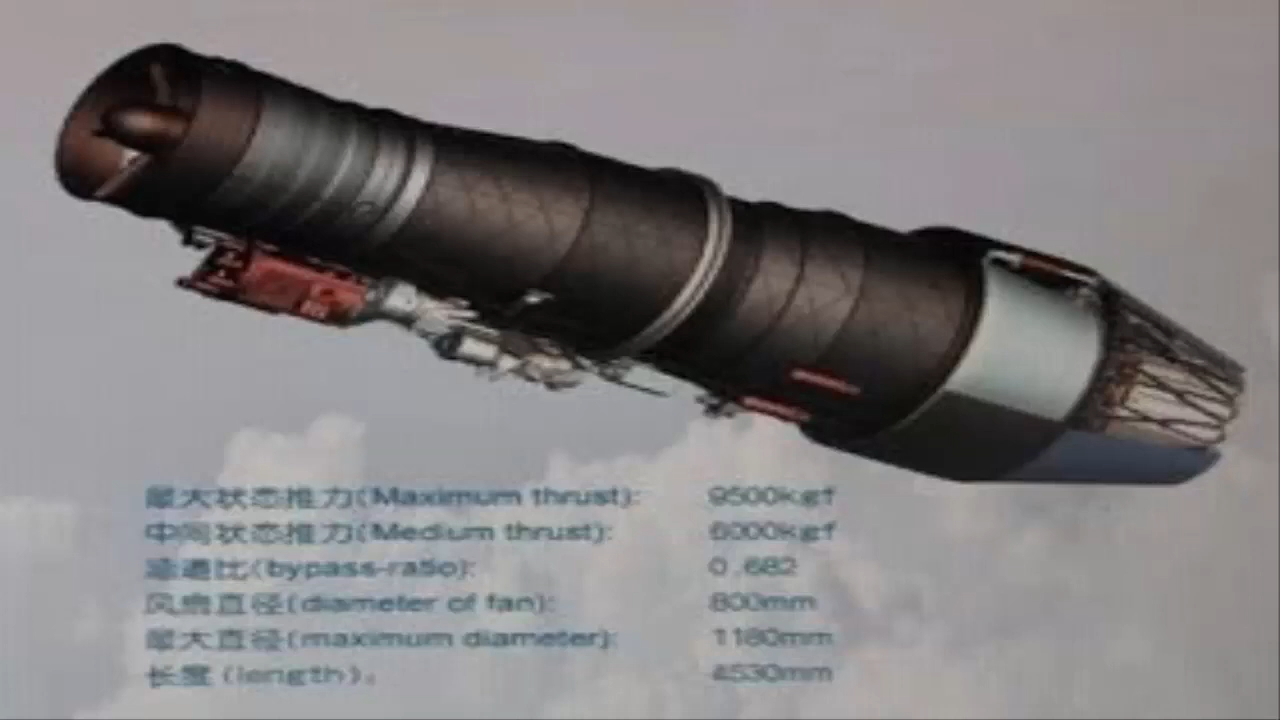 最大状态推力(Maximum thrust): 9500kgf
中间状态推力(Medium thrust): 6000kgf
涵道比(bypass-ratio): 0.682
风扇直径(diameter of fan): 800mm
最大直径(maximum diameter): 1180mm
长度(length): 4530mm